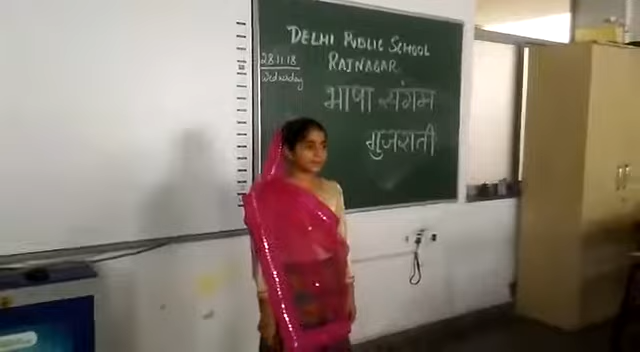 DELHI PUBLIC SCHOOL
RAJNAGAR
28.11.18
Wednesday
भाषा संगम
गुजराती